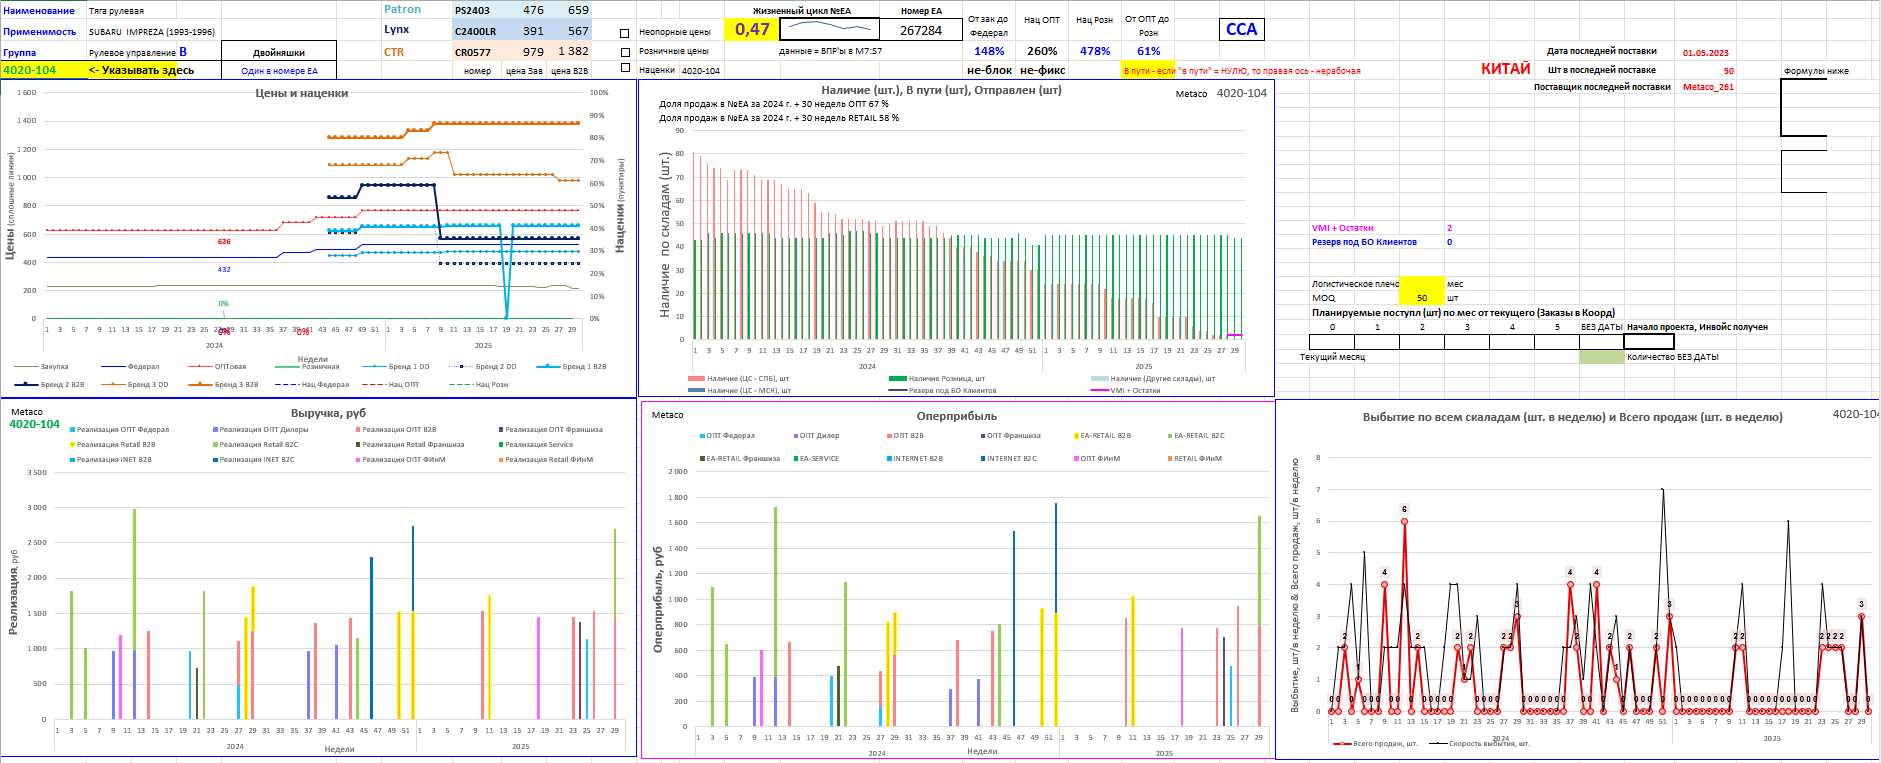 Наименование Тяга рулевая Patron PS2403 476 659 Жизненный цикл №EA Номер EA
Применимость SUBARU IMPREZA (1993-1996) Lynx C2400LR 391 567 Неопорные цены 0,47 267284 От зак до Федерал Нац ОПТ Нац Розн От ОПТ до Розн CCA
Группа Рулевое управление B Двойняшки CTR CR0577 979 1 382 Розничные цены данные = ВПР'ы в M7:S7 148% 260% 478% 61% Дата последней поставки 01.05.2023
4020-104 <- Указывать здесь Один в номере EA номер цена Зав цена B2B Наценки 4020-104 не-блок не-фикс В пути - если "в пути" = НУЛЮ, то правая ось - нерабочая КИТАЙ Шт в последней поставке 50 Формулы ниже
Поставщик последней поставки Metaco_261
Цены и наценки
Цены (сплошные линии)
Наценки (пунктиры)
1 600
1 400
1 200
1 000
800
600
400
200
0
100%
90%
80%
70%
60%
50%
40%
30%
20%
10%
0%
626
432
0%
0%
1 3 5 7 9 11 13 15 17 19 21 23 25 27 29 31 33 35 37 39 41 43 45 47 49 51 1 3 5 7 9 11 13 15 17 19 21 23 25 27 29
2024 2025
Недели
Закупка Федерал ОПТовая Розничная Бренд 1 DD Бренд 2 DD Бренд 1 B2B
Бренд 2 B2B Бренд 3 DD Бренд 3 B2B Нац Федерал Нац ОПТ Нац Розн
Наличие (шт.), В пути (шт), Отправлен (шт)
Metaco 4020-104
Доля продаж в №EA за 2024 г. + 30 недель ОПТ 67 %
Доля продаж в №EA за 2024 г. + 30 недель RETAIL 58 %
Наличие по складам (шт.)
90
80
70
60
50
40
30
20
10
0
1 3 5 7 9 11 13 15 17 19 21 23 25 27 29 31 33 35 37 39 41 43 45 47 49 51 1 3 5 7 9 11 13 15 17 19 21 23 25 27 29
2024 2025
Наличие (ЦС - СПБ), шт Наличие Розница, шт Наличие (Другие склады), шт
Наличие (ЦС - МСК), шт Резерв под БО Клиентов VMI + Остатки
VMI + Остатки 2
Резерв под БО Клиентов 0
Логистическое плечо мес
MOQ 50 шт
Планируемые поступл (шт) по мес от текущего (Заказы в Коорд)
0 1 2 3 4 5 БЕЗ ДАТЫ Начало проекта, Инвойс получен
Текущий месяц Количество БЕЗ ДАТЫ
Metaco
4020-104
Выручка, руб
Реализация ОПТ Федерал Реализация ОПТ Дилеры Реализация ОПТ B2B Реализация ОПТ Франшиза
Реализация Retail B2B Реализация Retail B2C Реализация Retail Франшиза Реализация Service
Реализация INET B2B Реализация INET B2C Реализация ОПТ ФИнМ Реализация Retail ФИнМ
Реализация, руб
3 500
3 000
2 500
2 000
1 500
1 000
500
0
1 3 5 7 9 11 13 15 17 19 21 23 25 27 29 31 33 35 37 39 41 43 45 47 49 51 1 3 5 7 9 11 13 15 17 19 21 23 25 27 29
2024 2025
Недели
Metaco
Оперприбыль
ОПТ Федерал ОПТ Дилер ОПТ B2B ОПТ Франшиза EA-RETAIL B2B EA-RETAIL B2C
EA-RETAIL Франшиза EA-SERVICE INTERNET B2B INTERNET B2C ОПТ ФИнМ RETAIL ФИнМ
Оперприбыль, руб
2 000
1 800
1 600
1 400
1 200
1 000
800
600
400
200
0
1 3 5 7 9 11 13 15 17 19 21 23 25 27 29 31 33 35 37 39 41 43 45 47 49 51 1 3 5 7 9 11 13 15 17 19 21 23 25 27 29
2024 2025
Недели
Выбытие по всем скаладам (шт. в неделю) и Всего продаж (шт. в неделю)
4020-104
Выбытие, шт/в неделю & Всего продаж, шт/в неделю
8
7
6
5
4
3
2
1
0
1 3 5 7 9 11 13 15 17 19 21 23 25 27 29 31 33 35 37 39 41 43 45 47 49 51 1 3 5 7 9 11 13 15 17 19 21 23 25 27 29
2024 2025
Всего продаж, шт. Скорость выбытия, шт.